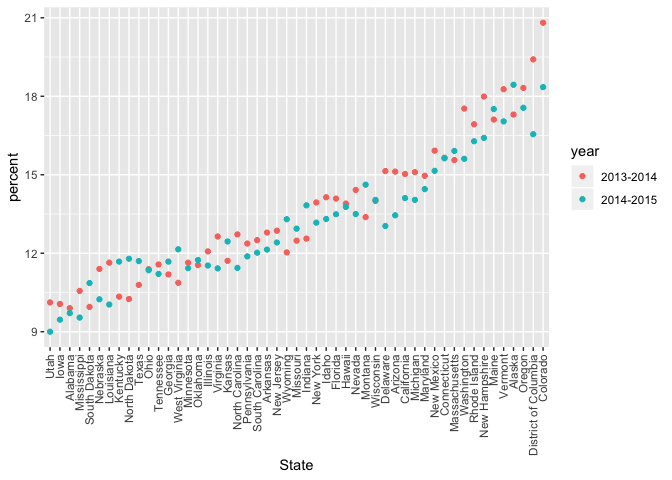 21
18
15
12
9
percent
Utah
Iowa
Alabama
Mississippi
South Dakota
Nebraska
Louisiana
Kentucky
North Dakota
Texas
Ohio
Tennessee
Georgia
West Virginia
Minnesota
Oklahoma
Illinois
Virginia
Kansas
North Carolina
Pennsylvania
South Carolina
Arkansas
New Jersey
Wyoming
Missouri
Indiana
New York
Idaho
Florida
Hawaii
Nevada
Montana
Wisconsin
Delaware
Arizona
California
Michigan
Maryland
New Mexico
Connecticut
Massachusetts
Washington
Rhode Island
New Hampshire
Maine
Vermont
Alaska
Oregon
District of Columbia
Colorado
State
year
2013-2014
2014-2015